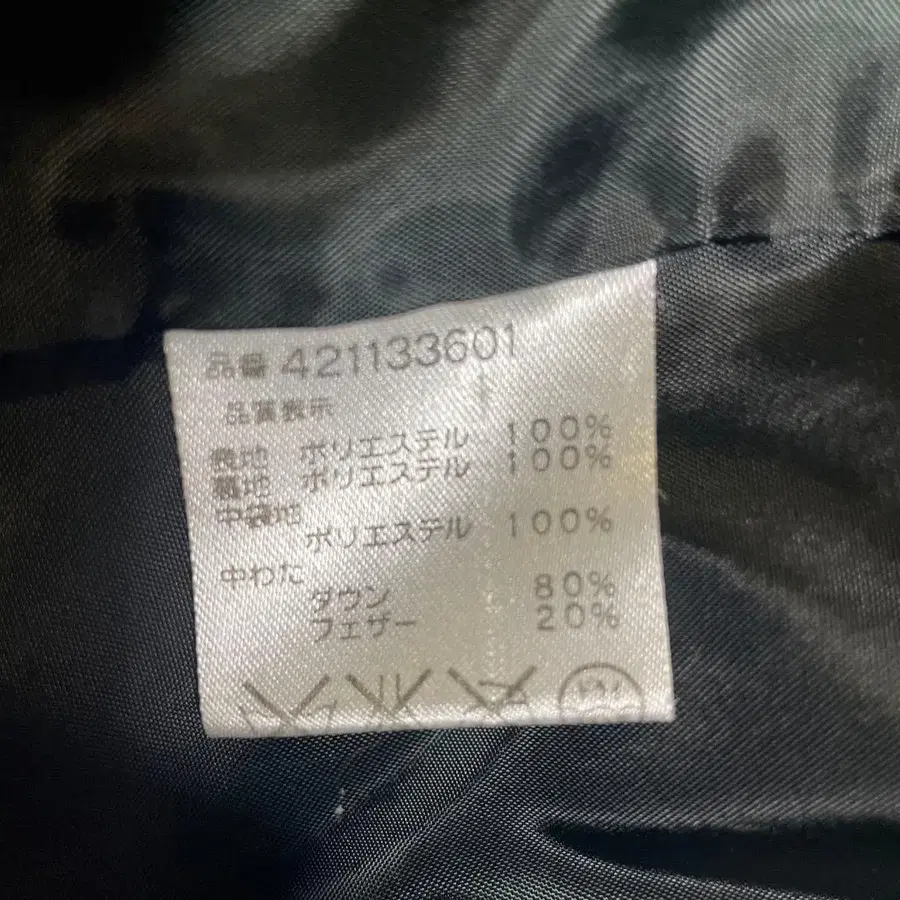 品番 421133601
品質表示
表地 ポリエステル 100%
裏地 ポリエステル 100%
中袋地
ポリエステル 100%
中わた
ダウン 80%
フェザー 20%